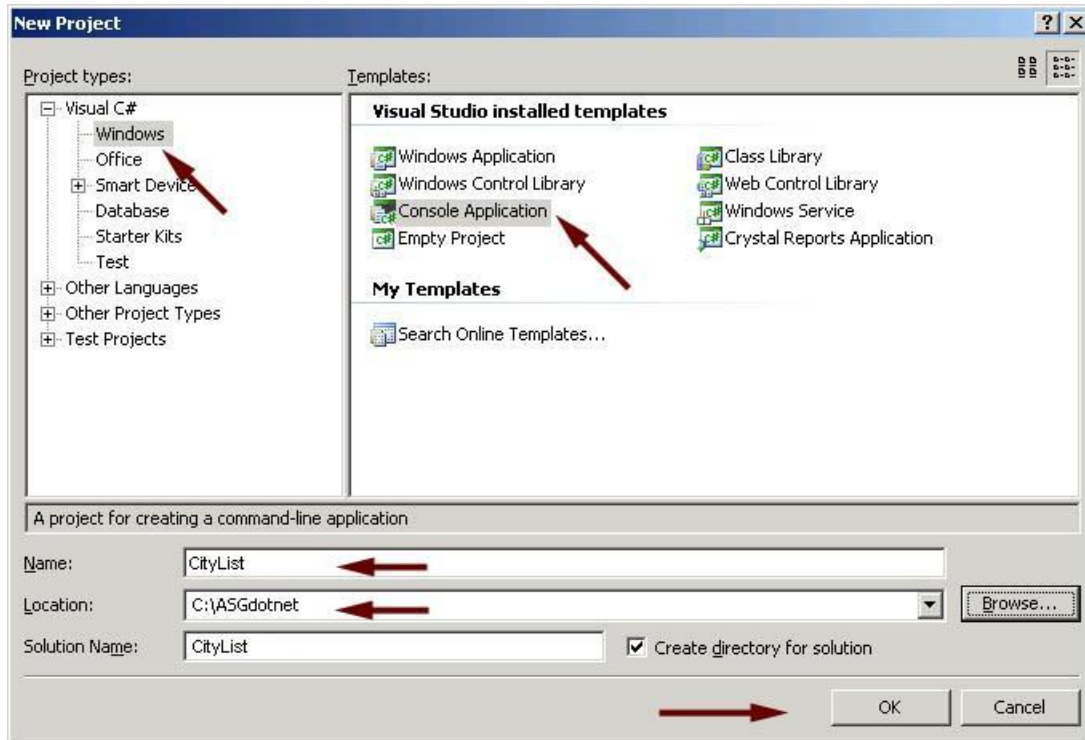 New Project
Project types:
Templates:
Visual C#
Windows
Office
Smart Device
Database
Starter Kits
Test
Other Languages
Other Project Types
Test Projects
Visual Studio installed templates
Windows Application
Windows Control Library
Console Application
Empty Project
Class Library
Web Control Library
Windows Service
Crystal Reports Application
My Templates
Search Online Templates...
A project for creating a command-line application
Name: CityList
Location: C:\ASGdotnet
Browse...
Solution Name: CityList
Create directory for solution
OK Cancel